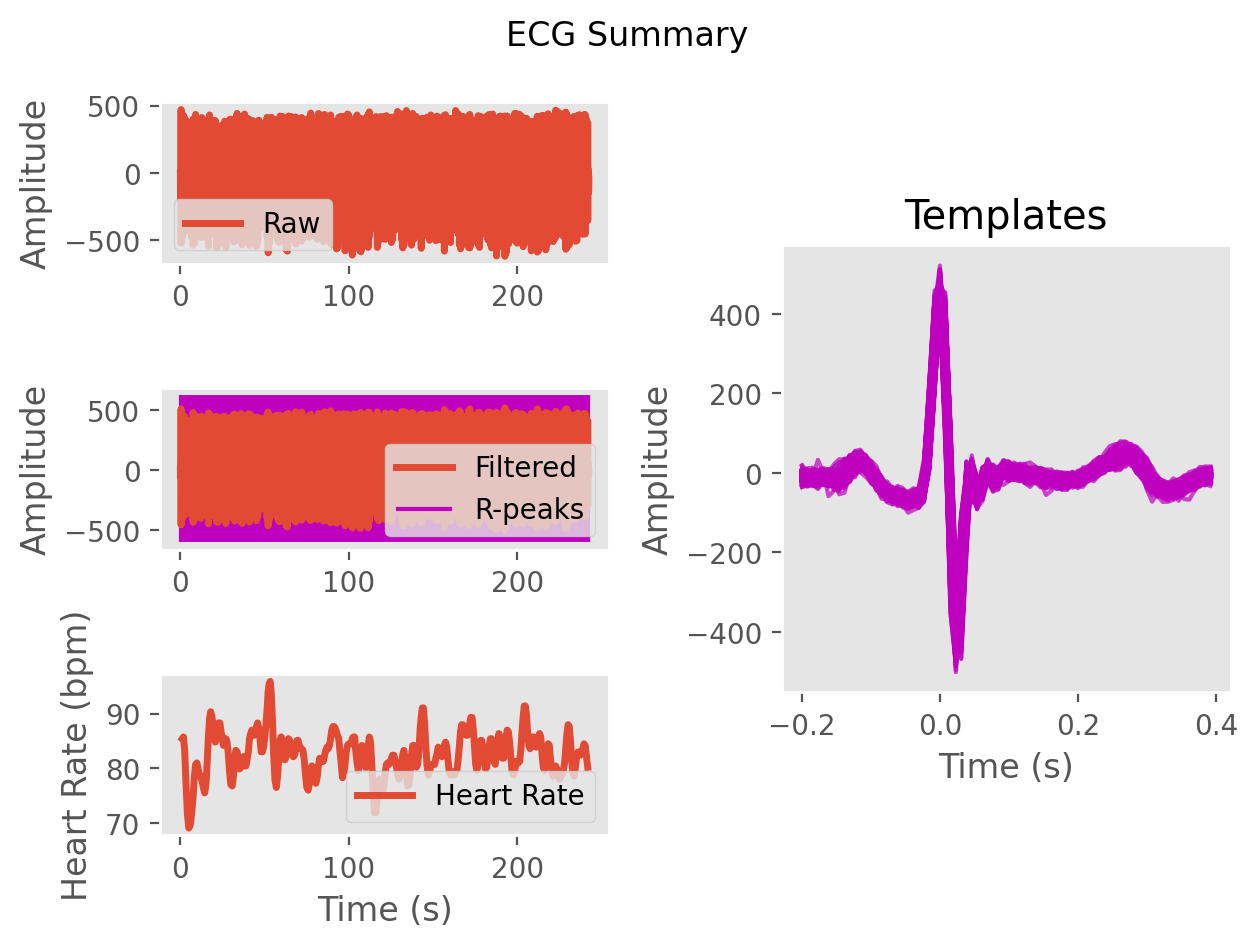 ECG Summary
Amplitude
500
0
−500
Raw
0 100 200
Amplitude
500
0
−500
Filtered
R-peaks
0 100 200
Heart Rate (bpm)
90
80
70
Heart Rate
0 100 200
Time (s)
Templates
Amplitude
400
200
0
−200
−400
−0.2 0.0 0.2 0.4
Time (s)